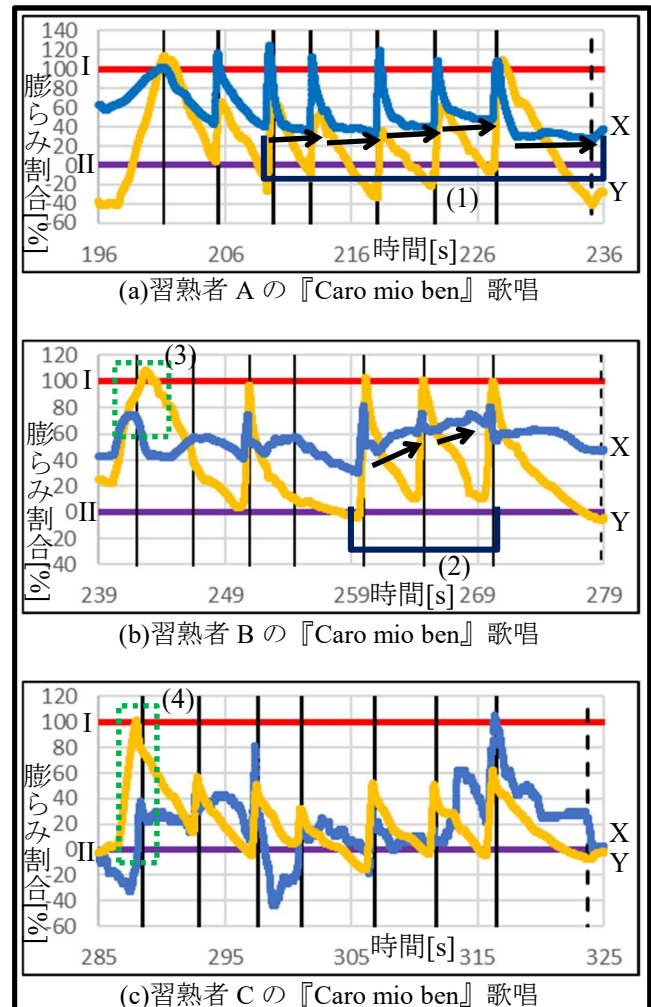 140
120
I 100
80
60
40
20
II 0
20
40
60
膨らみ割合[%]
(1)
X
Y
196 206 216 226 236
時間[s]
(a)習熟者 A の『Caro mio ben』歌唱
120
I 100
80
60
40
20
II 0
20
40
膨らみ割合[%]
(3)
(2)
X
Y
239 249 259 269 279
時間[s]
(b)習熟者 B の『Caro mio ben』歌唱
120
I 100
80
60
40
20
II 0
-20
-40
-60
膨らみ割合[%]
(4)
X
Y
285 295 305 315 325
時間[s]
(c)習熟者 C の『Caro mio ben』歌唱